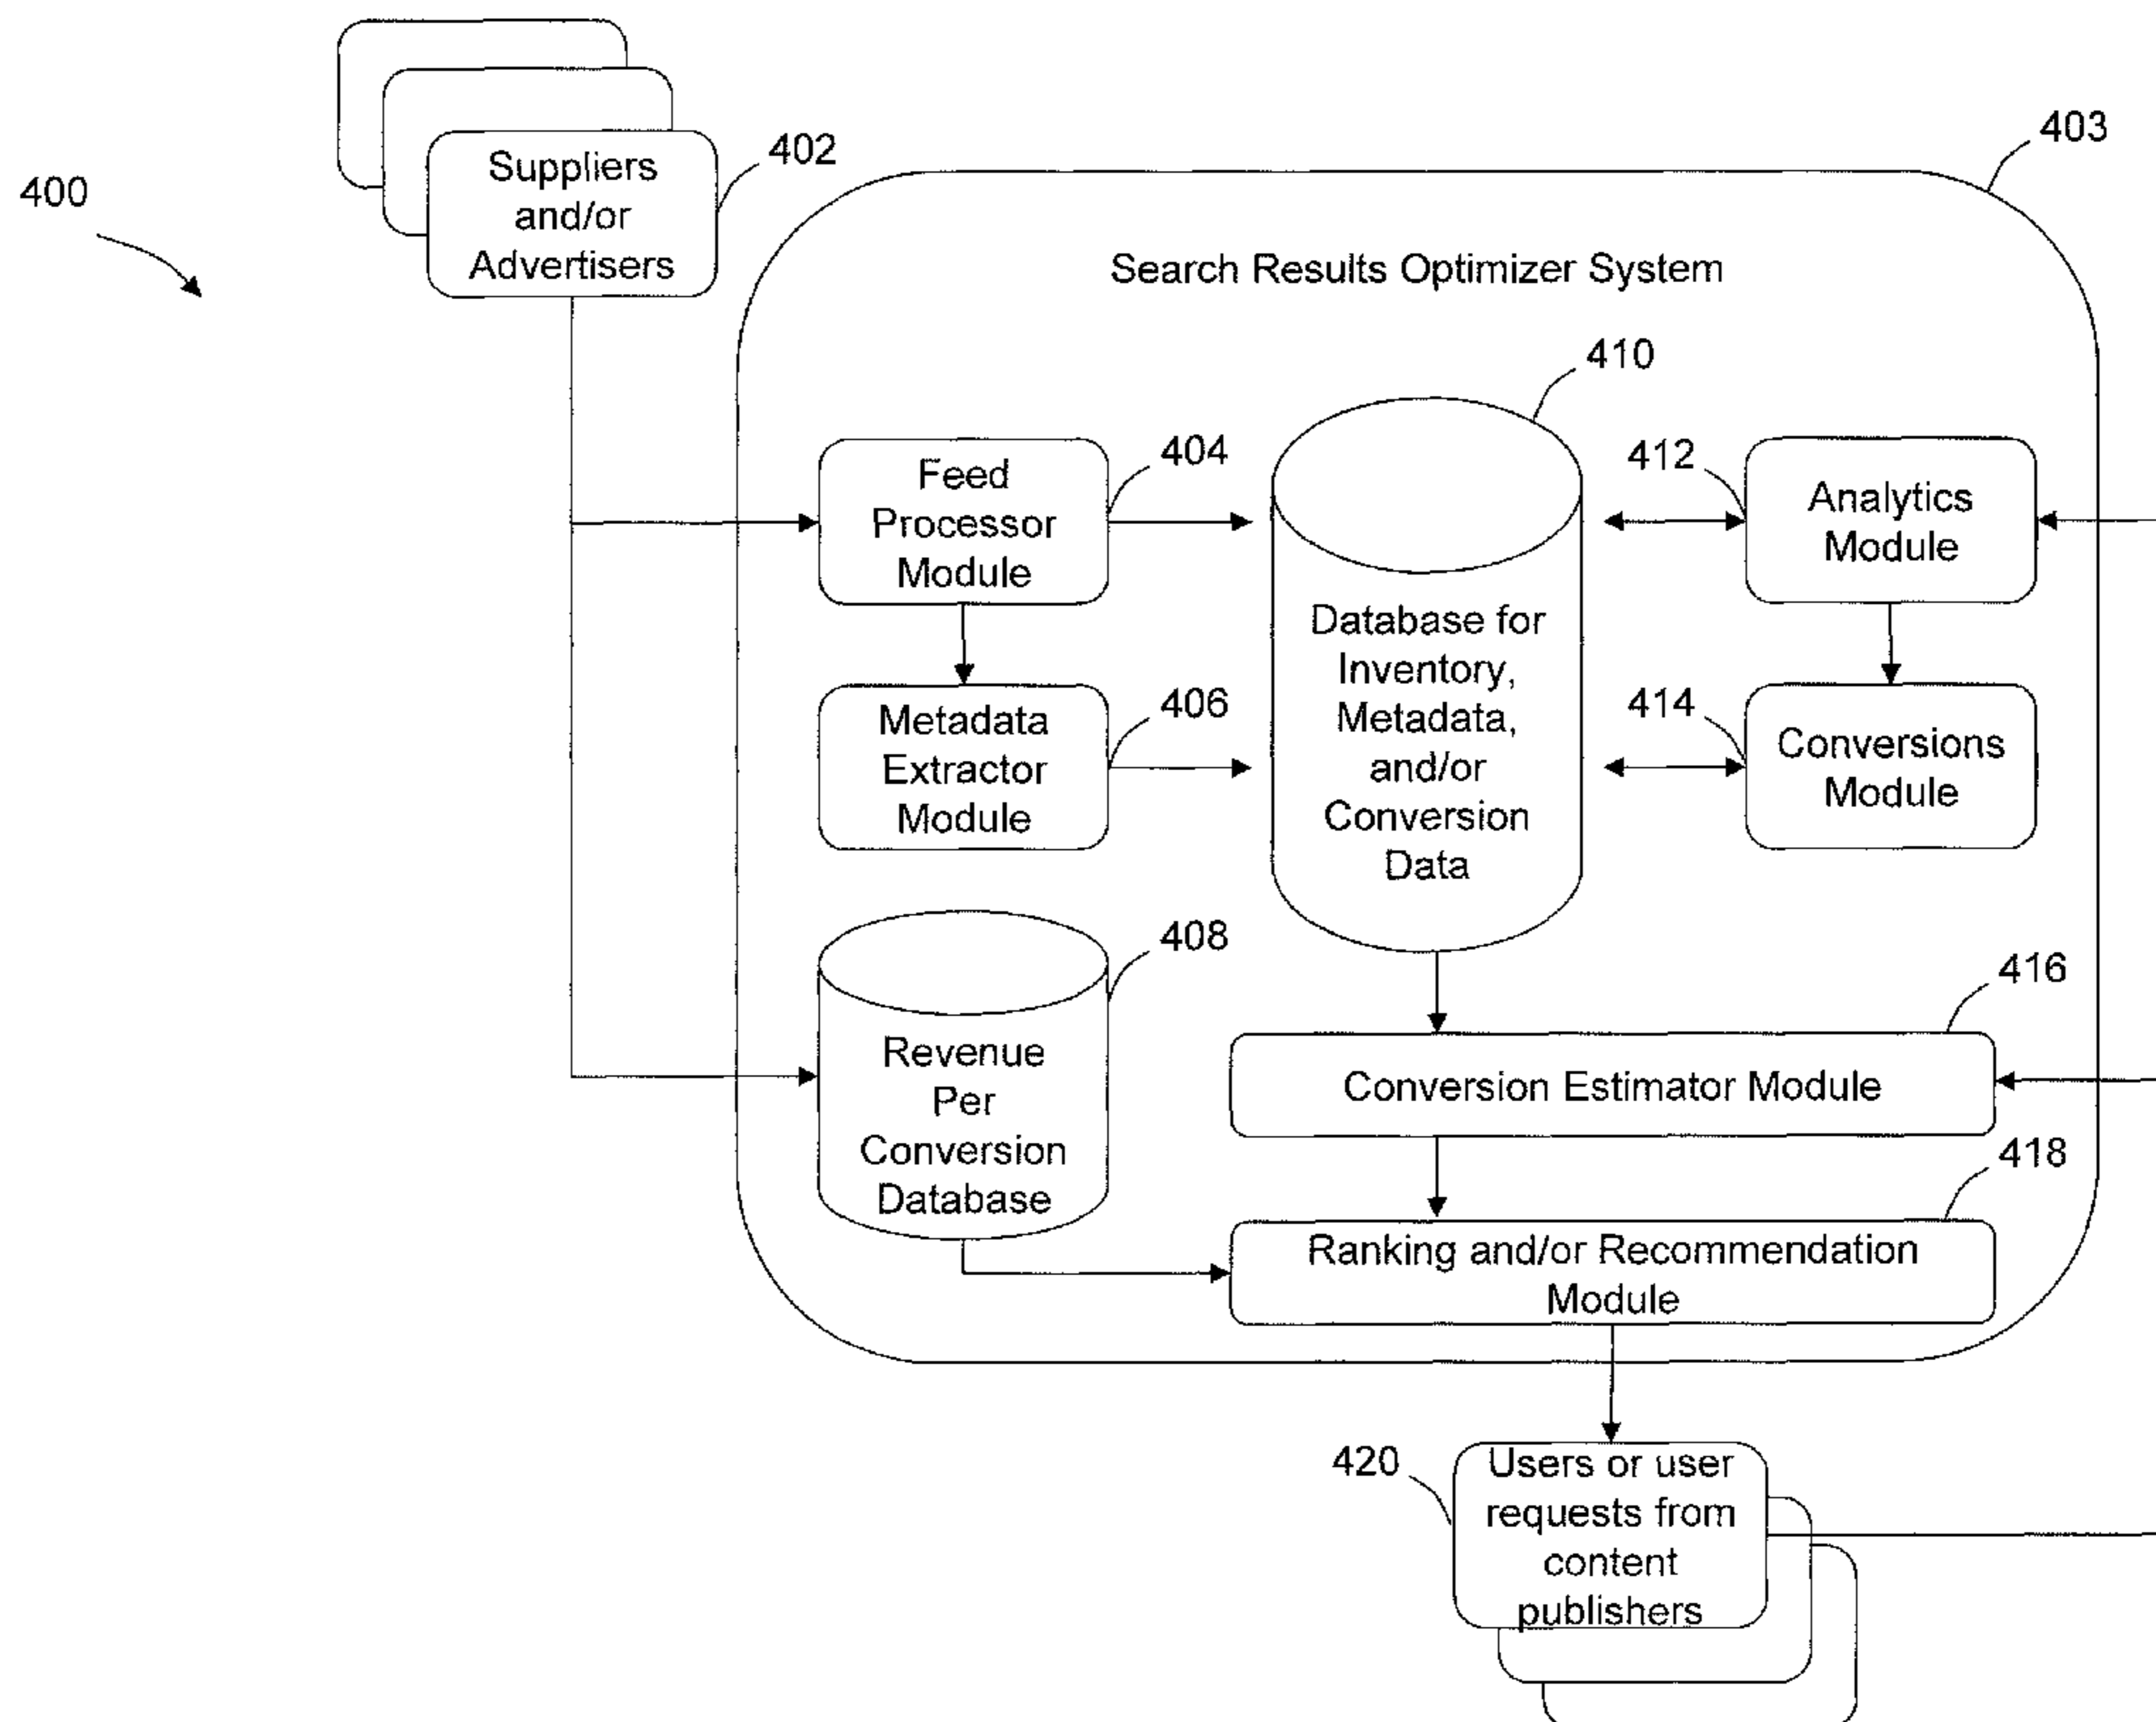 400
Suppliers
and/or
Advertisers
402
403
Search Results Optimizer System
410
Feed
Processor
Module
404
412
Analytics
Module
Metadata
Extractor
Module
406
Database for
Inventory,
Metadata,
and/or
Conversion
Data
414
Conversions
Module
408
Revenue
Per
Conversion
Database
416
Conversion Estimator Module
418
Ranking and/or Recommendation
Module
420
Users or user
requests from
content
publishers